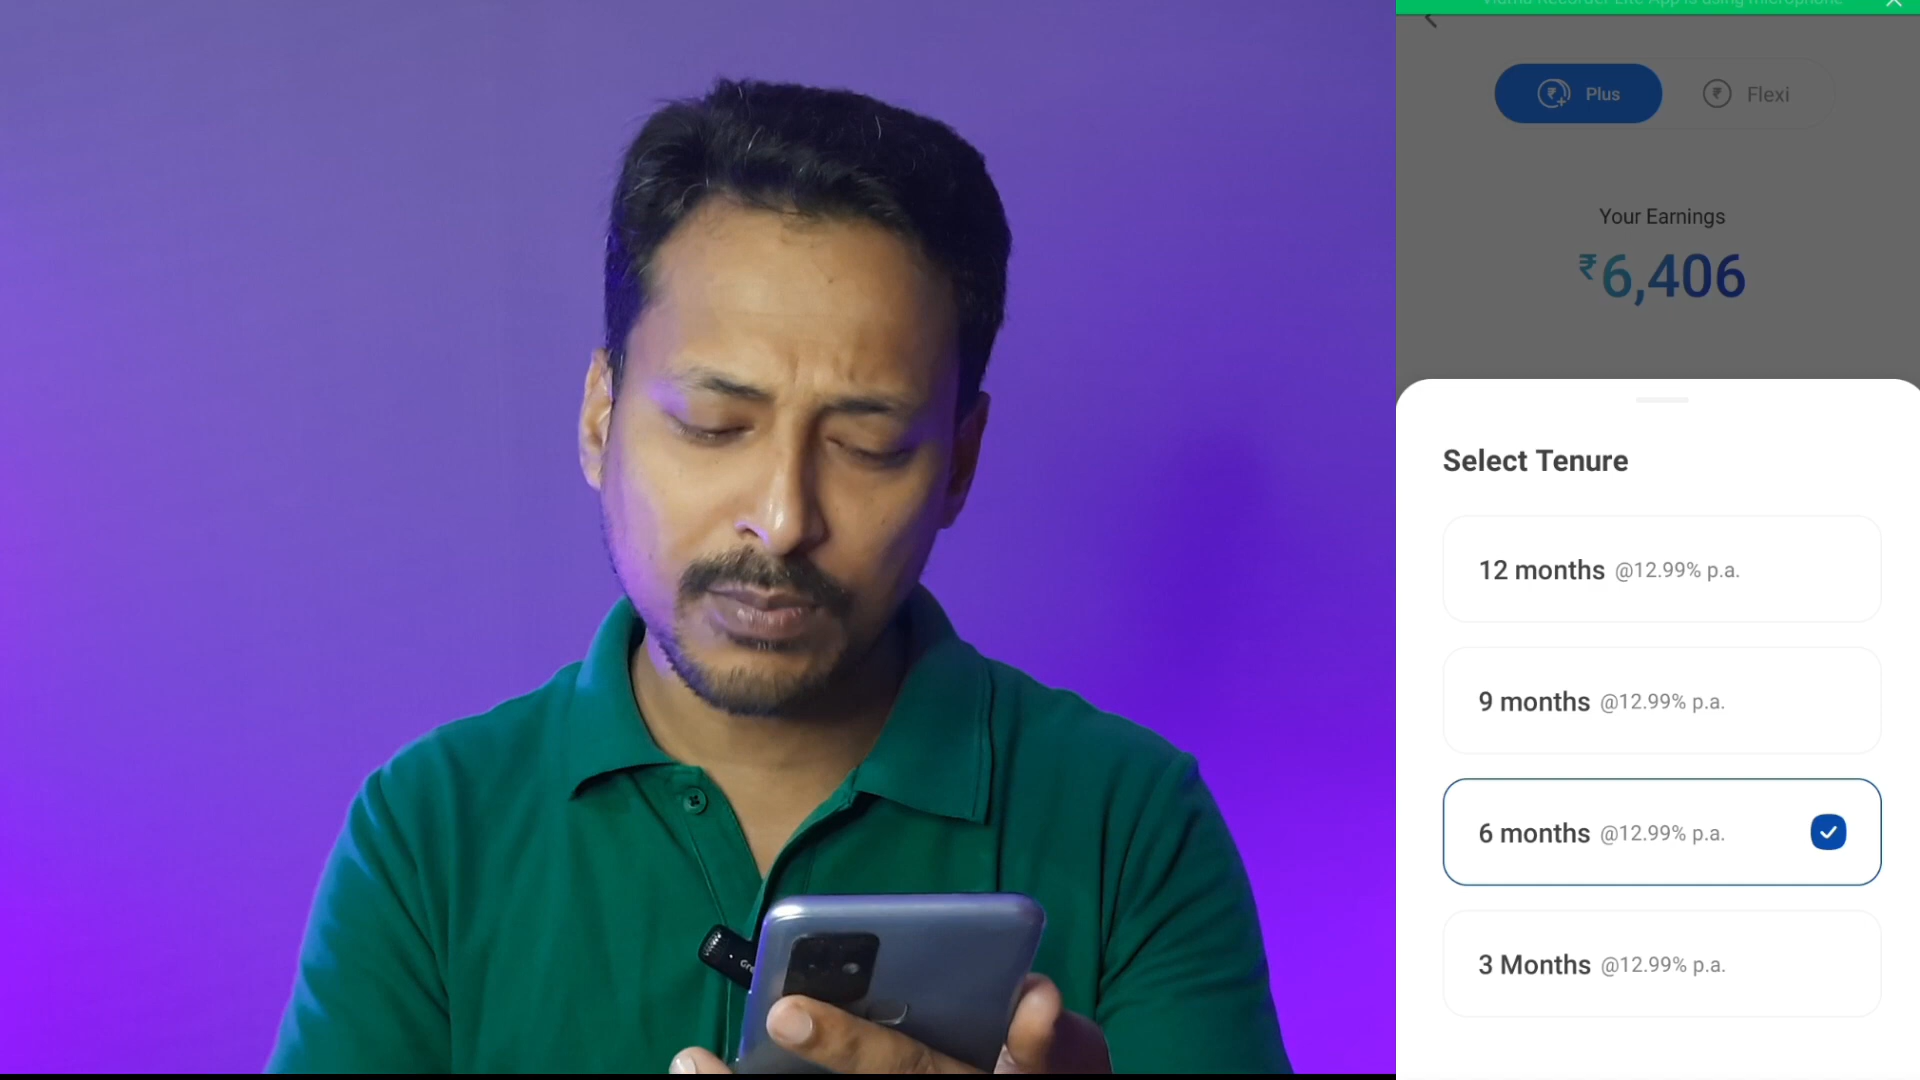 Plus
Flexi
Your Earnings
₹6,406
Select Tenure
12 months @12.99% p.a.
9 months @12.99% p.a.
6 months @12.99% p.a.
3 Months @12.99% p.a.